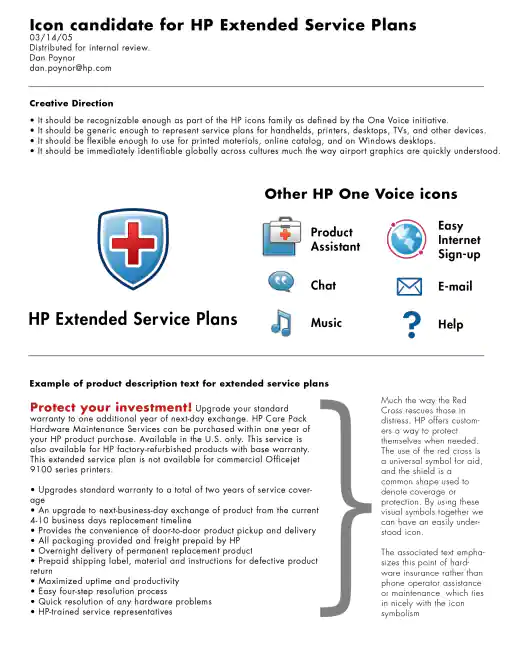 Icon candidate for HP Extended Service Plans
03/14/05
Distributed for internal review.
Dan Poynor
dan.poynor@hp.com
Creative Direction
• It should be recognizable enough as part of the HP icons family as defined by the One Voice initiative.
• It should be generic enough to represent service plans for handhelds, printers, desktops, TVs, and other devices.
• It should be flexible enough to use for printed materials, online catalog, and on Windows desktops.
• It should be immediately identifiable globally across cultures much the way airport graphics are quickly understood.
HP Extended Service Plans
Other HP One Voice icons
Product
Assistant
Chat
Music
Easy
Internet
Sign-up
E-mail
Help
Example of product description text for extended service plans
Protect your investment! Upgrade your standard
warranty to one additional year of next-day exchange. HP Care Pack
Hardware Maintenance Services can be purchased within one year of
your HP product purchase. Available in the U.S. only. This service is
also available for HP factory-refurbished products with base warranty.
This extended service plan is not available for commercial Officejet
9100 series printers.
• Upgrades standard warranty to a total of two years of service cover-
age
• An upgrade to next-business-day exchange of product from the current
4-10 business days replacement timeline
• Provides the convenience of door-to-door product pickup and delivery
• All packaging provided and freight prepaid by HP
• Overnight delivery of permanent replacement product
• Prepaid shipping label, material and instructions for defective product
return
• Maximized uptime and productivity
• Easy four-step resolution process
• Quick resolution of any hardware problems
• HP-trained service representatives
Much the way the Red
Cross rescues those in
distress, HP offers custom-
ers a way to protect
themselves when needed.
The use of the red cross is
a universal symbol for aid,
and the shield is a
common shape used to
denote coverage or
protection. By using these
visual symbols together we
can have an easily under-
stood icon.
The associated text empha-
sizes this point of hard-
ware insurance rather than
phone operator assistance
or maintenance which ties
in nicely with the icon
symbolism